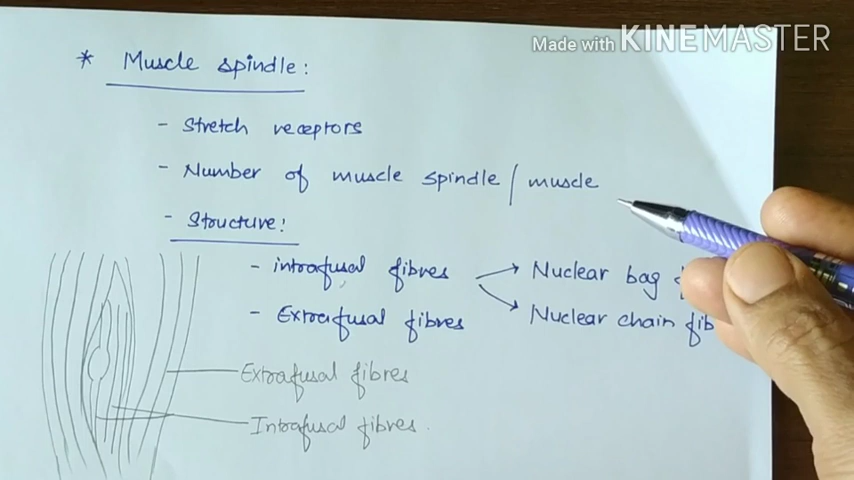 Made with KINEMASTER
* Muscle spindle:
- Stretch receptors
- Number of muscle spindle / muscle
- Structure:
- intrafusal fibres → Nuclear bag f
- Extrafusal fibres → Nuclear chain fib
Extrafusal fibres
Intrafusal fibres.